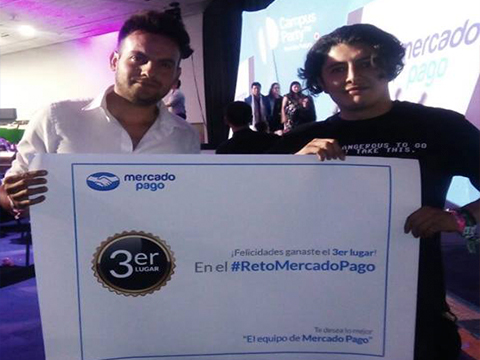 Campus
Party
mercado
pago
DANGEROUS TO GO
TAKE THIS.
mercado
pago
3er
LUGAR
¡Felicidades ganaste el 3er lugar!
En el #RetoMercadoPago
Te desea lo mejor
"El equipo de Mercado Pago"